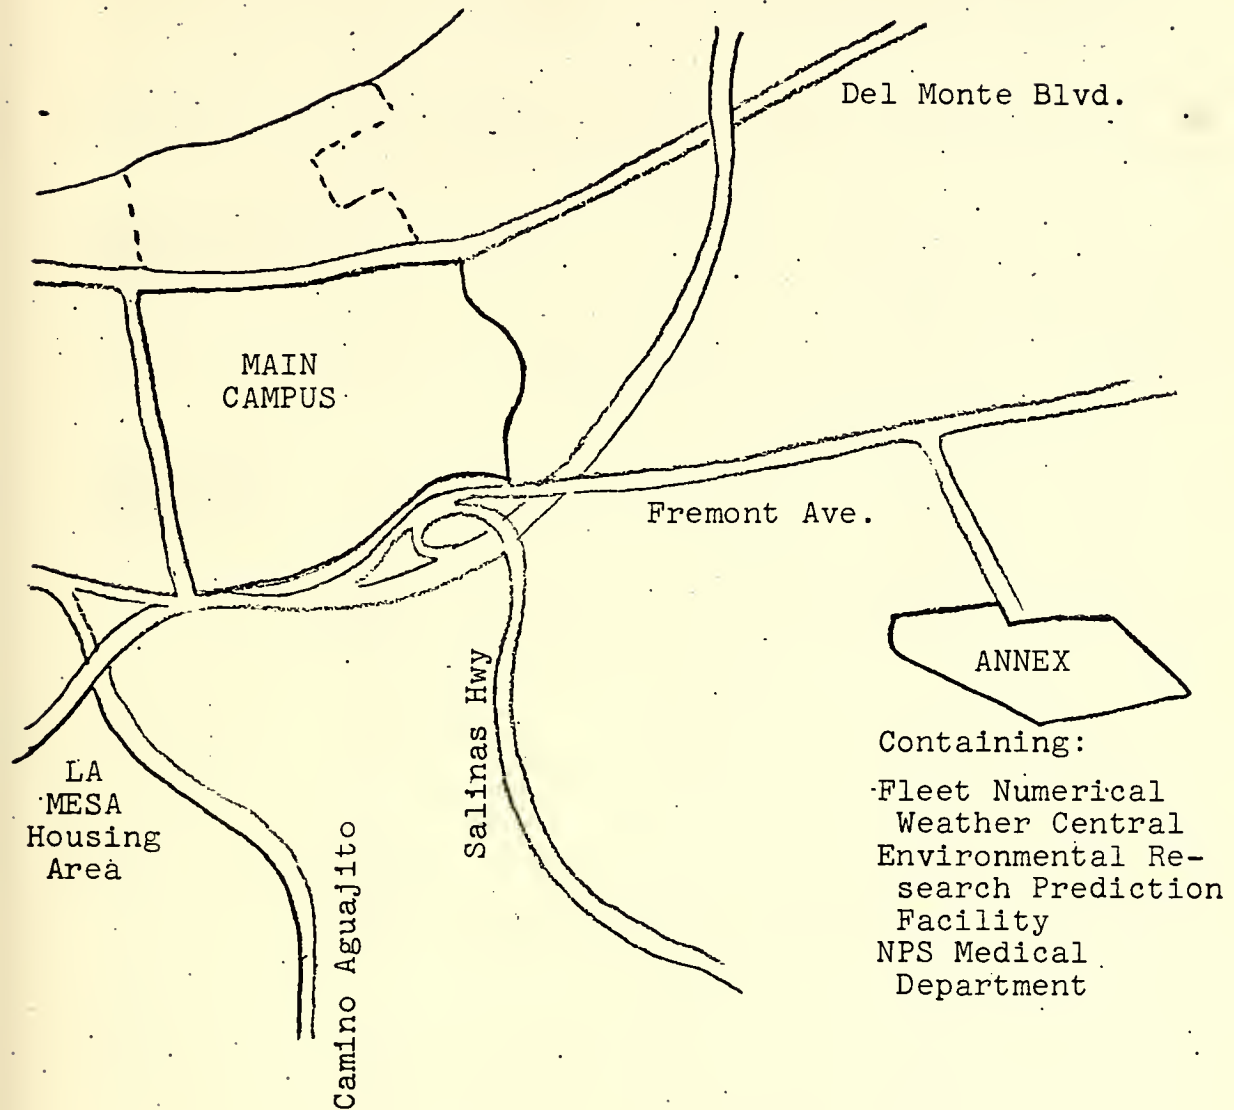 Del Monte Blvd.
MAIN
CAMPUS
Fremont Ave.
ANNEX
Salinas Hwy
Containing:
Fleet Numerical
Weather Central
Environmental Re-
search Prediction
Facility
NPS Medical
Department
LA
MESA
Housing
Area
Camino Aguajito